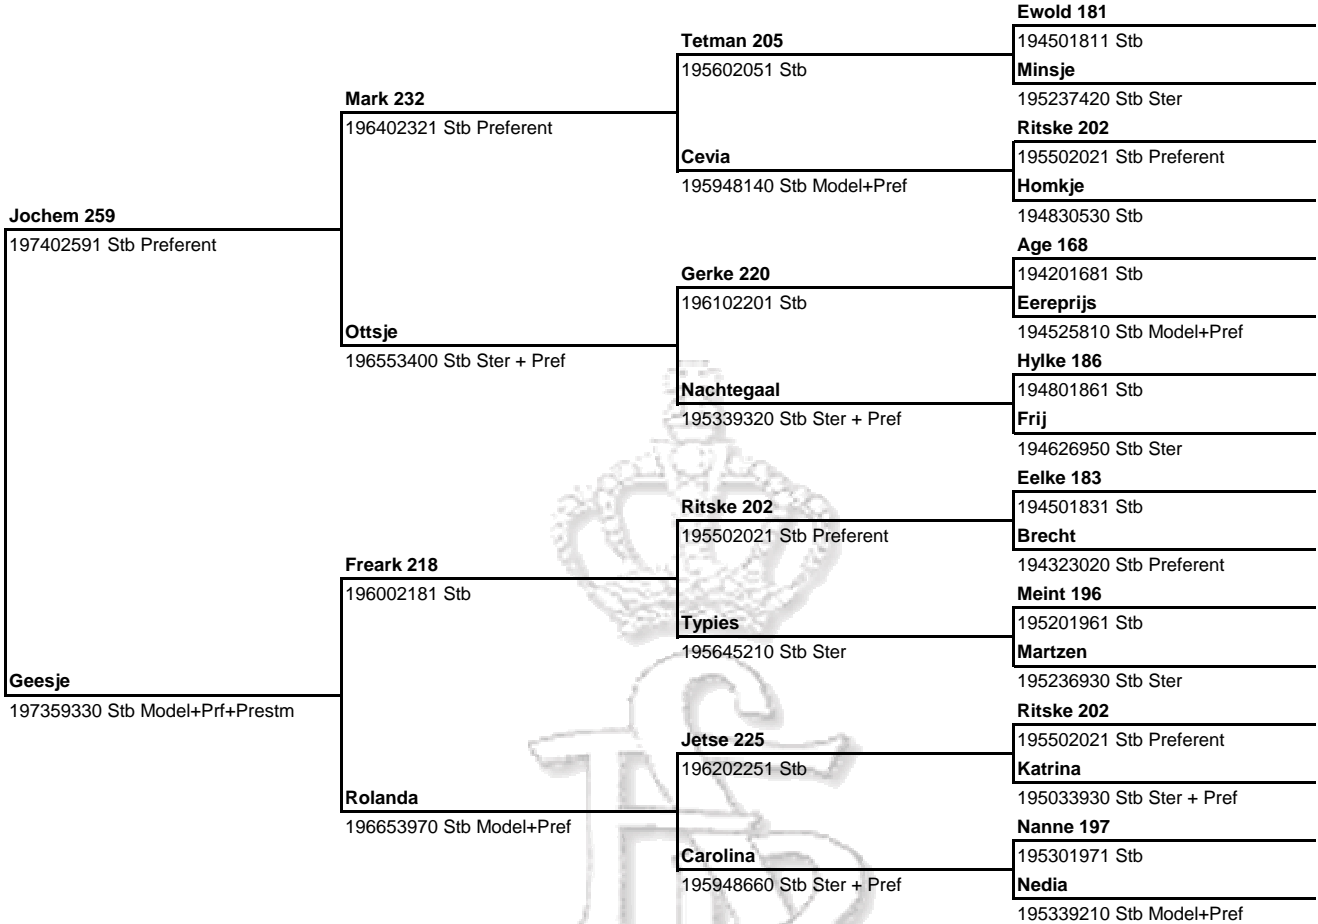 Ewold 181
Tetman 205
194501811 Stb
195602051 Stb
Minsje
Mark 232
195237420 Stb Ster
196402321 Stb Preferent
Ritske 202
Cevia
195502021 Stb Preferent
195948140 Stb Model+Pref
Homkje
Jochem 259
194830530 Stb
197402591 Stb Preferent
Age 168
Gerke 220
194201681 Stb
196102201 Stb
Eereprijs
Ottsje
194525810 Stb Model+Pref
196553400 Stb Ster + Pref
Hylke 186
Nachtegaal
194801861 Stb
195339320 Stb Ster + Pref
Frij
194626950 Stb Ster
Eelke 183
Ritske 202
194501831 Stb
195502021 Stb Preferent
Brecht
Freark 218
194323020 Stb Preferent
196002181 Stb
Meint 196
Typies
195201961 Stb
195645210 Stb Ster
Martzen
Geesje
195236930 Stb Ster
197359330 Stb Model+Prf+Prestm
Ritske 202
Jetse 225
195502021 Stb Preferent
196202251 Stb
Katrina
Rolanda
195033930 Stb Ster + Pref
196653970 Stb Model+Pref
Nanne 197
Carolina
195301971 Stb
195948660 Stb Ster + Pref
Nedia
195339210 Stb Model+Pref